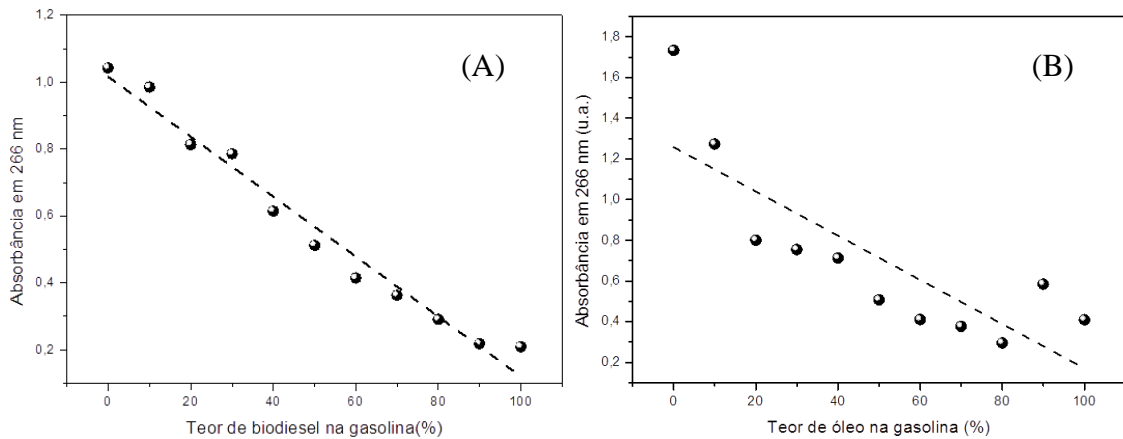 (A)
Absorbância em 266 nm
1,2
1,0
0,8
0,6
0,4
0,2
0 20 40 60 80 100
Teor de biodiesel na gasolina(%)
(B)
Absorbância em 266 nm (u.a.)
1,8
1,6
1,4
1,2
1,0
0,8
0,6
0,4
0,2
0 20 40 60 80 100
Teor de óleo na gasolina (%)